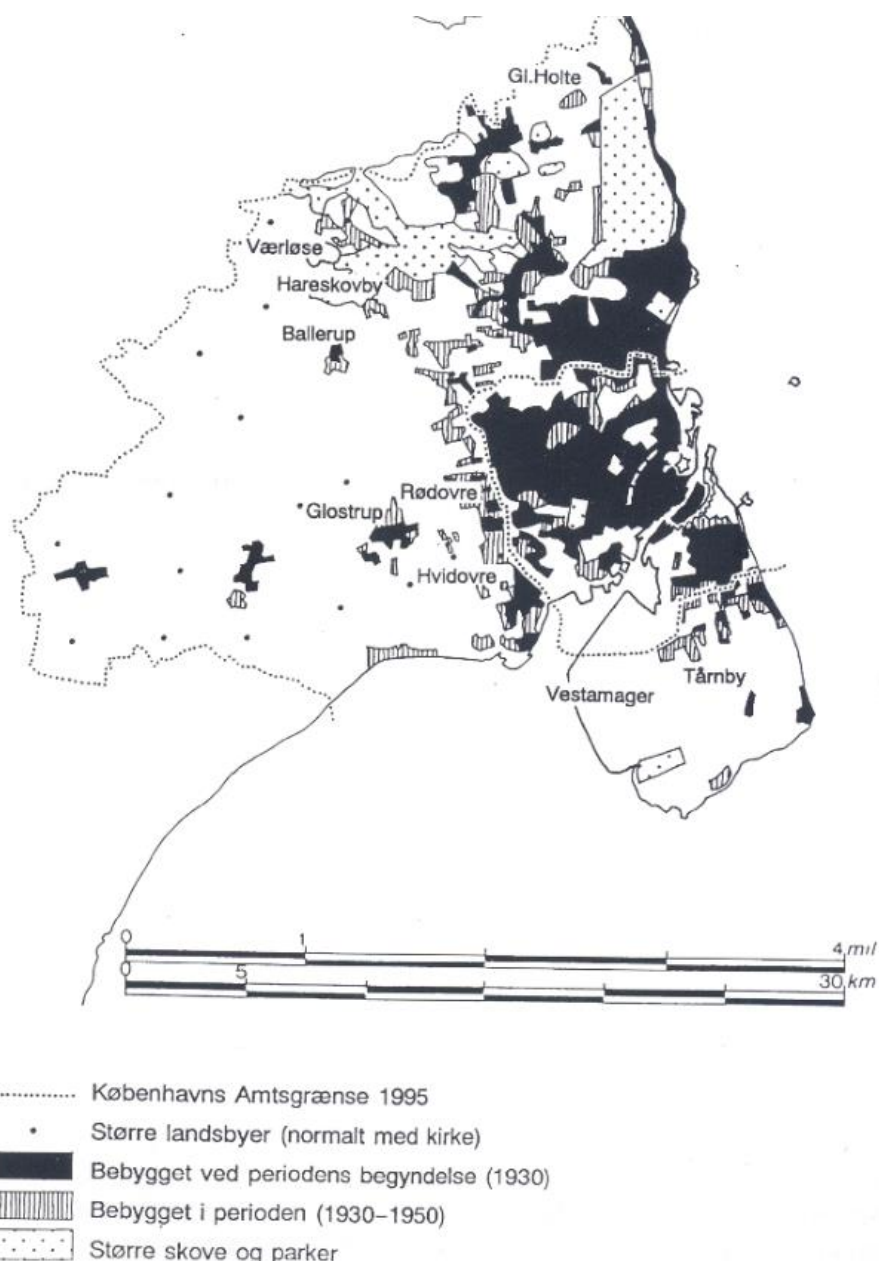 Gl.Holte
Værløse
Hareskovby
Ballerup
Rødovre
Glostrup
Hvidovre
Tårnby
Vestamager
0 1 4 mil
0 5 30 km
Københavns Amtsgrænse 1995
Større landsbyer (normalt med kirke)
Bebygget ved periodens begyndelse (1930)
Bebygget i perioden (1930–1950)
Større skove og parker